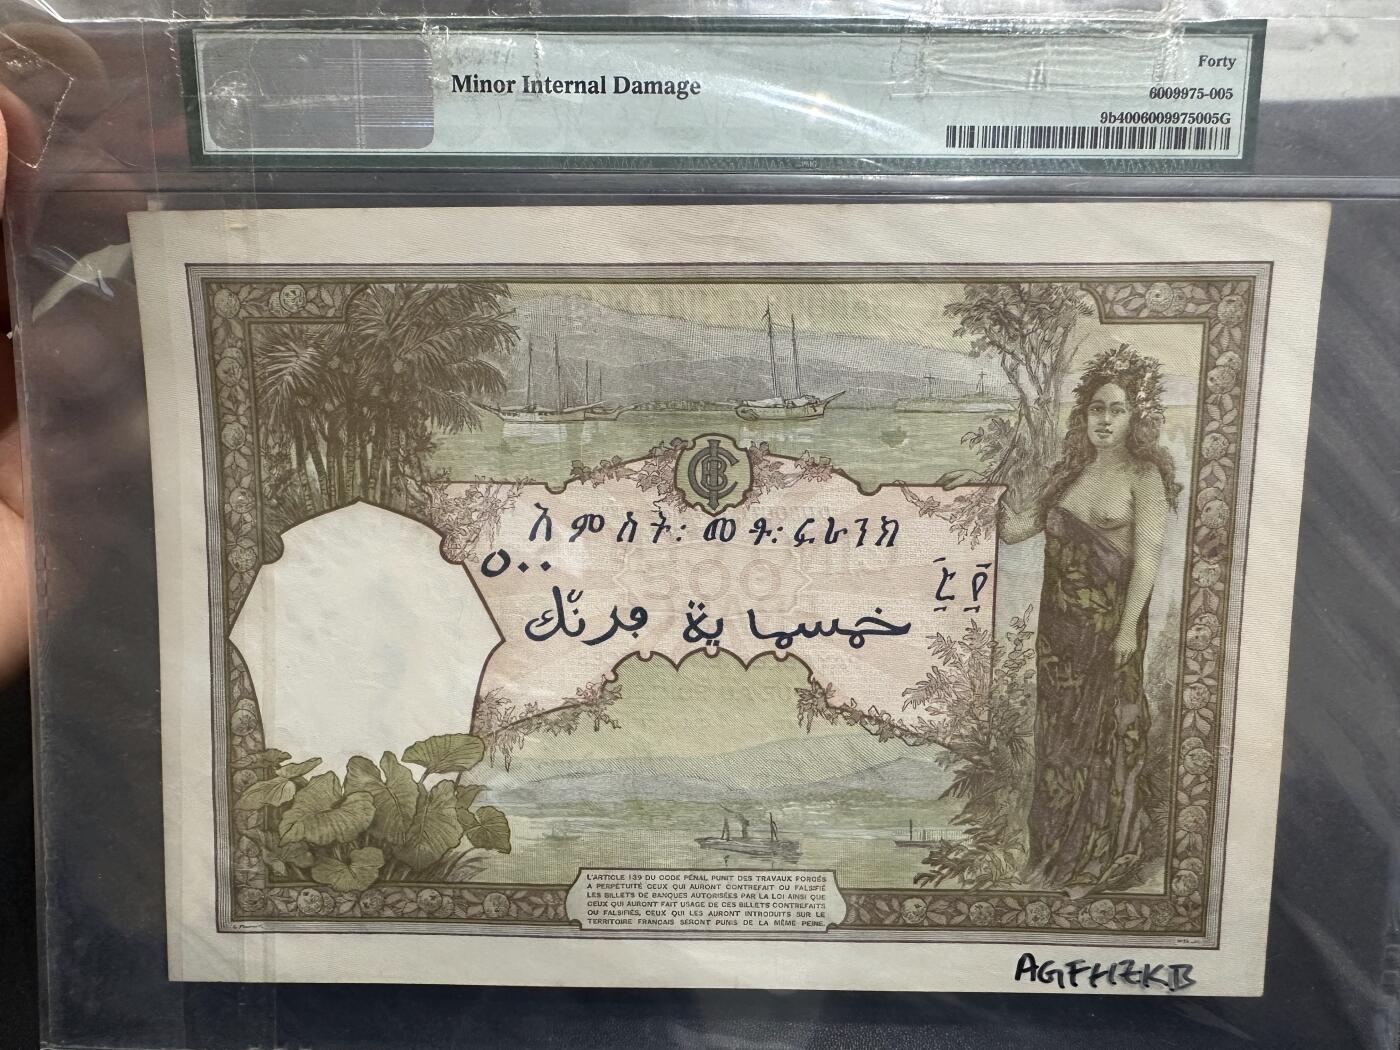 Forty
Minor Internal Damage
6009975-005
9b4006009975005G
አምስት፡መቶ፡ፍራንክ
٥٠٠
፭፻
خمسماية فرنك
L'ARTICLE 139 DU CODE PÉNAL PUNIT DES TRAVAUX FORCÉS
A PERPÉTUITÉ CEUX QUI AURONT CONTREFAIT OU FALSIFIÉ
LES BILLETS DE BANQUES AUTORISÉES PAR LA LOI AINSI QUE
CEUX QUI AURONT FAIT USAGE DE CES BILLETS CONTREFAITS
OU FALSIFIÉS, CEUX QUI LES AURONT INTRODUITS SUR LE
TERRITOIRE FRANÇAIS SERONT PUNIS DE LA MÊME PEINE.
AGFHZKB